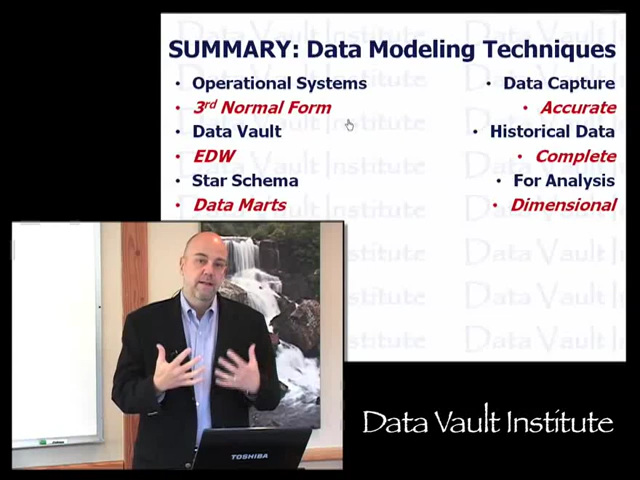 SUMMARY: Data Modeling Techniques
• Operational Systems
• 3rd Normal Form
• Data Vault
• EDW
• Star Schema
• Data Marts
• Data Capture
• Accurate
• Historical Data
• Complete
• For Analysis
• Dimensional
Data Vault Institute
TOSHIBA